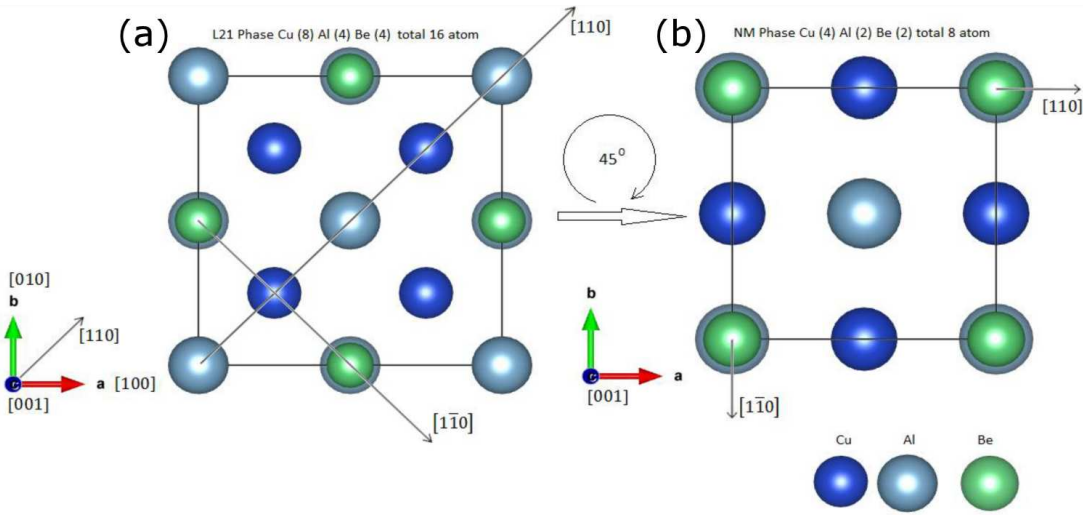 (a)
L21 Phase Cu (8) Al (4) Be (4) total 16 atom
[110]
[010]
b
[110]
a [100]
c
[001]
[11̅0]
45°
(b)
NM Phase Cu (4) Al (2) Be (2) total 8 atom
[110]
b
a
c
[001]
[11̅0]
Cu Al Be